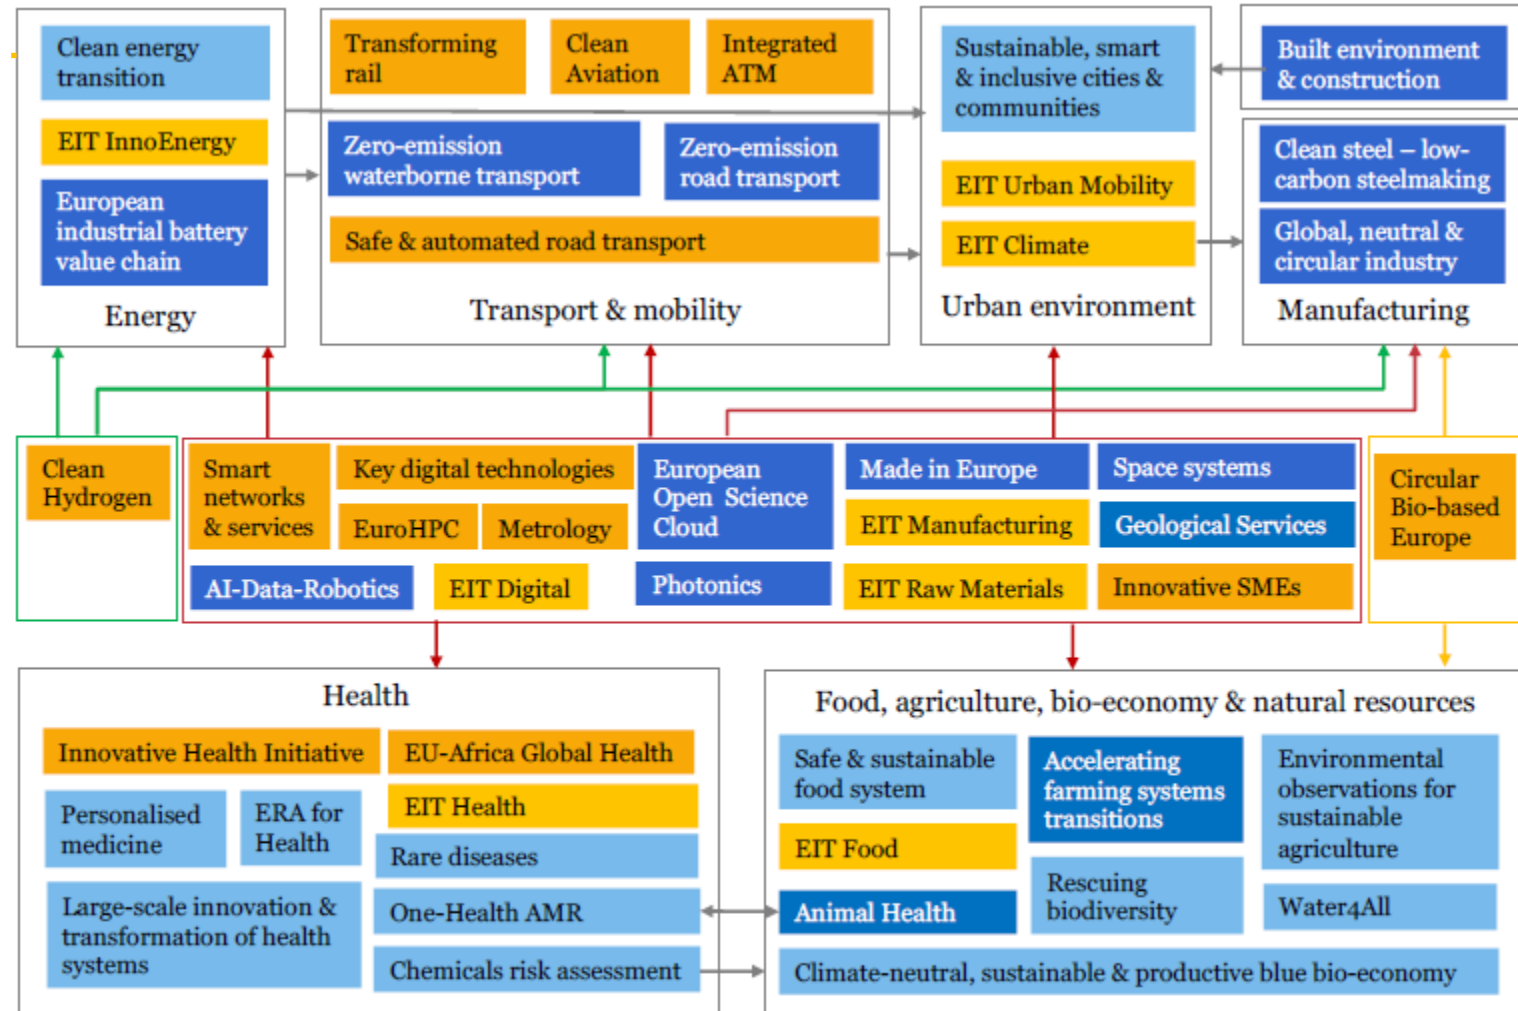 Clean energy
transition
EIT InnoEnergy
European
industrial battery
value chain
Energy
Transforming
rail
Clean
Aviation
Integrated
ATM
Zero-emission
waterborne transport
Zero-emission
road transport
Safe & automated road transport
Transport & mobility
Sustainable, smart
& inclusive cities &
communities
EIT Urban Mobility
EIT Climate
Urban environment
Built environment
& construction
Clean steel – low-
carbon steelmaking
Global, neutral &
circular industry
Manufacturing
Clean
Hydrogen
Smart
networks
& services
Key digital technologies
EuroHPC
Metrology
AI-Data-Robotics
EIT Digital
European
Open Science
Cloud
Photonics
Made in Europe
EIT Manufacturing
EIT Raw Materials
Space systems
Geological Services
Innovative SMEs
Circular
Bio-based
Europe
Health
Innovative Health Initiative
EU-Africa Global Health
Personalised
medicine
ERA for
Health
EIT Health
Rare diseases
Large-scale innovation &
transformation of health
systems
One-Health AMR
Chemicals risk assessment
Food, agriculture, bio-economy & natural resources
Safe & sustainable
food system
Accelerating
farming systems
transitions
Environmental
observations for
sustainable
agriculture
EIT Food
Rescuing
biodiversity
Animal Health
Water4All
Climate-neutral, sustainable & productive blue bio-economy